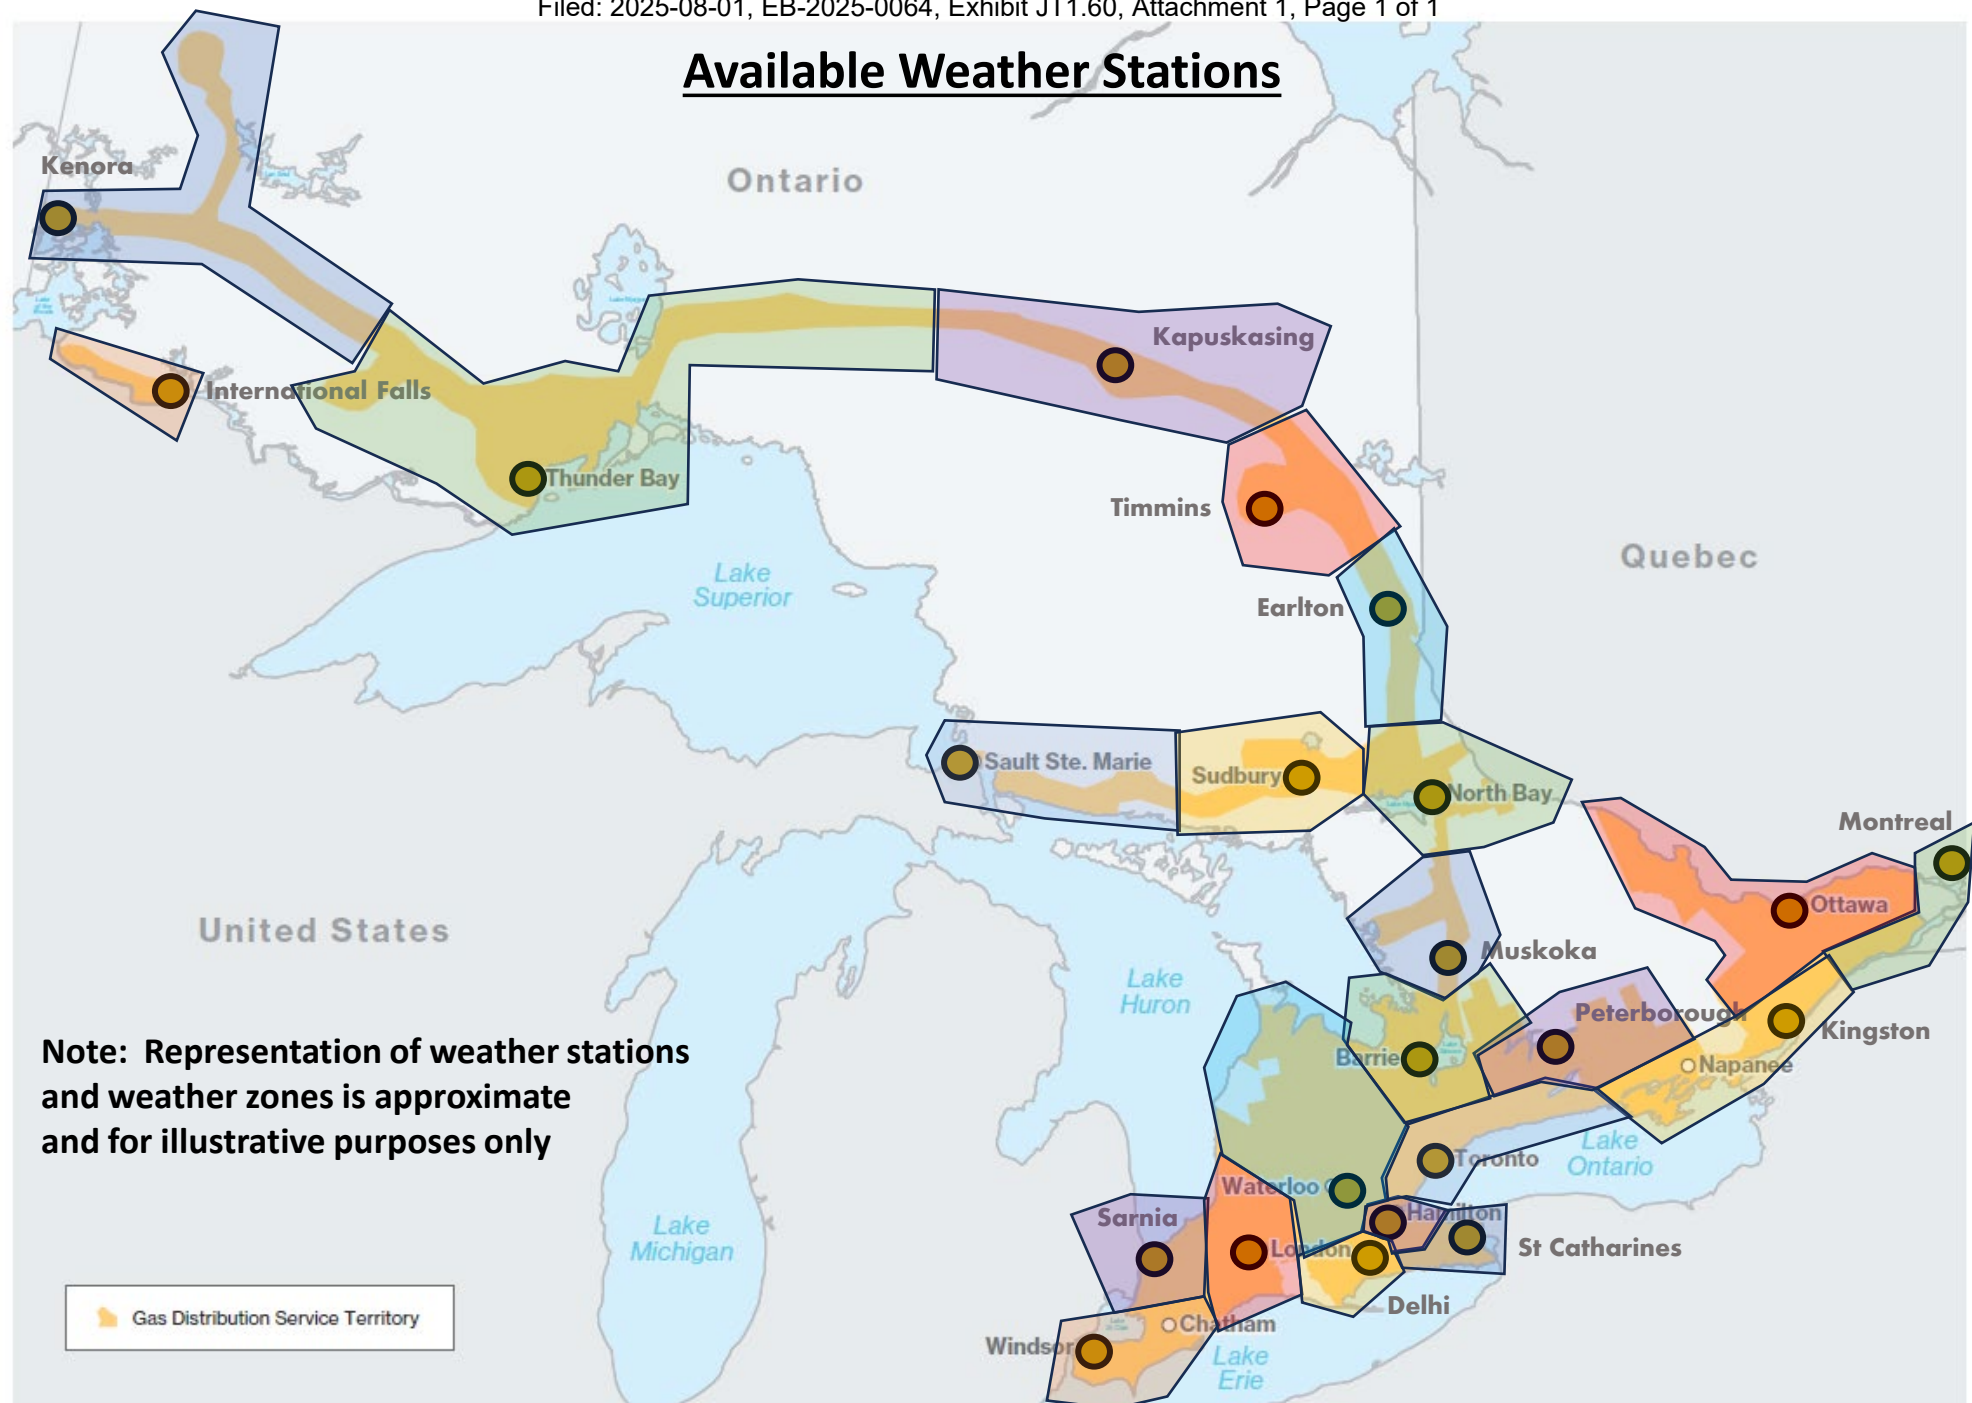 Filed: 2025-08-01, EB-2025-0064, Exhibit JT1.60, Attachment 1, Page 1 of 1
Available Weather Stations
Kenora
Ontario
Kapuskasing
International Falls
Thunder Bay
Timmins
Quebec
Lake
Superior
Earlton
Sault Ste. Marie
Sudbury
North Bay
Montreal
Ottawa
United States
Muskoka
Lake
Huron
Peterborough
Kingston
Note: Representation of weather stations
and weather zones is approximate
and for illustrative purposes only
Barrie
Napanee
Lake
Ontario
Toronto
Waterloo
Sarnia
Hamilton
Lake
Michigan
London
St Catharines
Delhi
Gas Distribution Service Territory
Chatham
Windsor
Lake
Erie